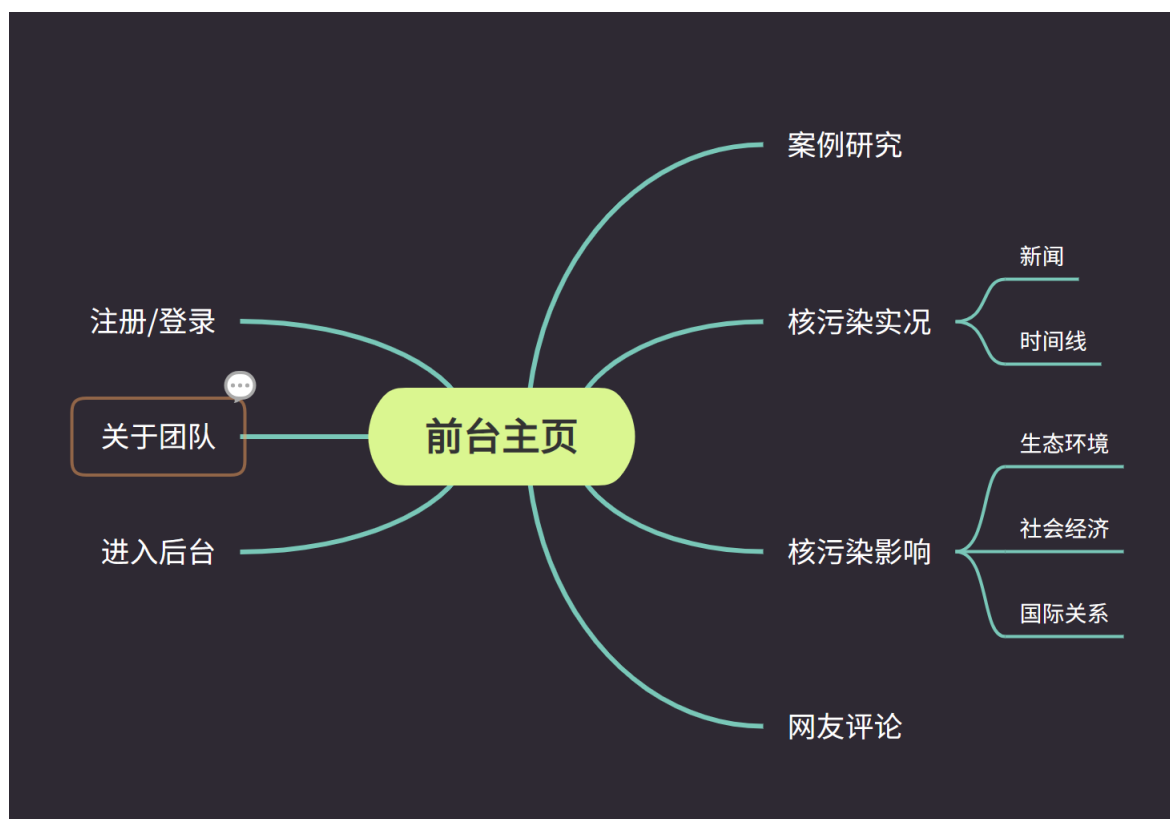 案例研究
核污染实况
新闻
时间线
核污染影响
生态环境
社会经济
国际关系
网友评论
前台主页
注册/登录
关于团队
进入后台